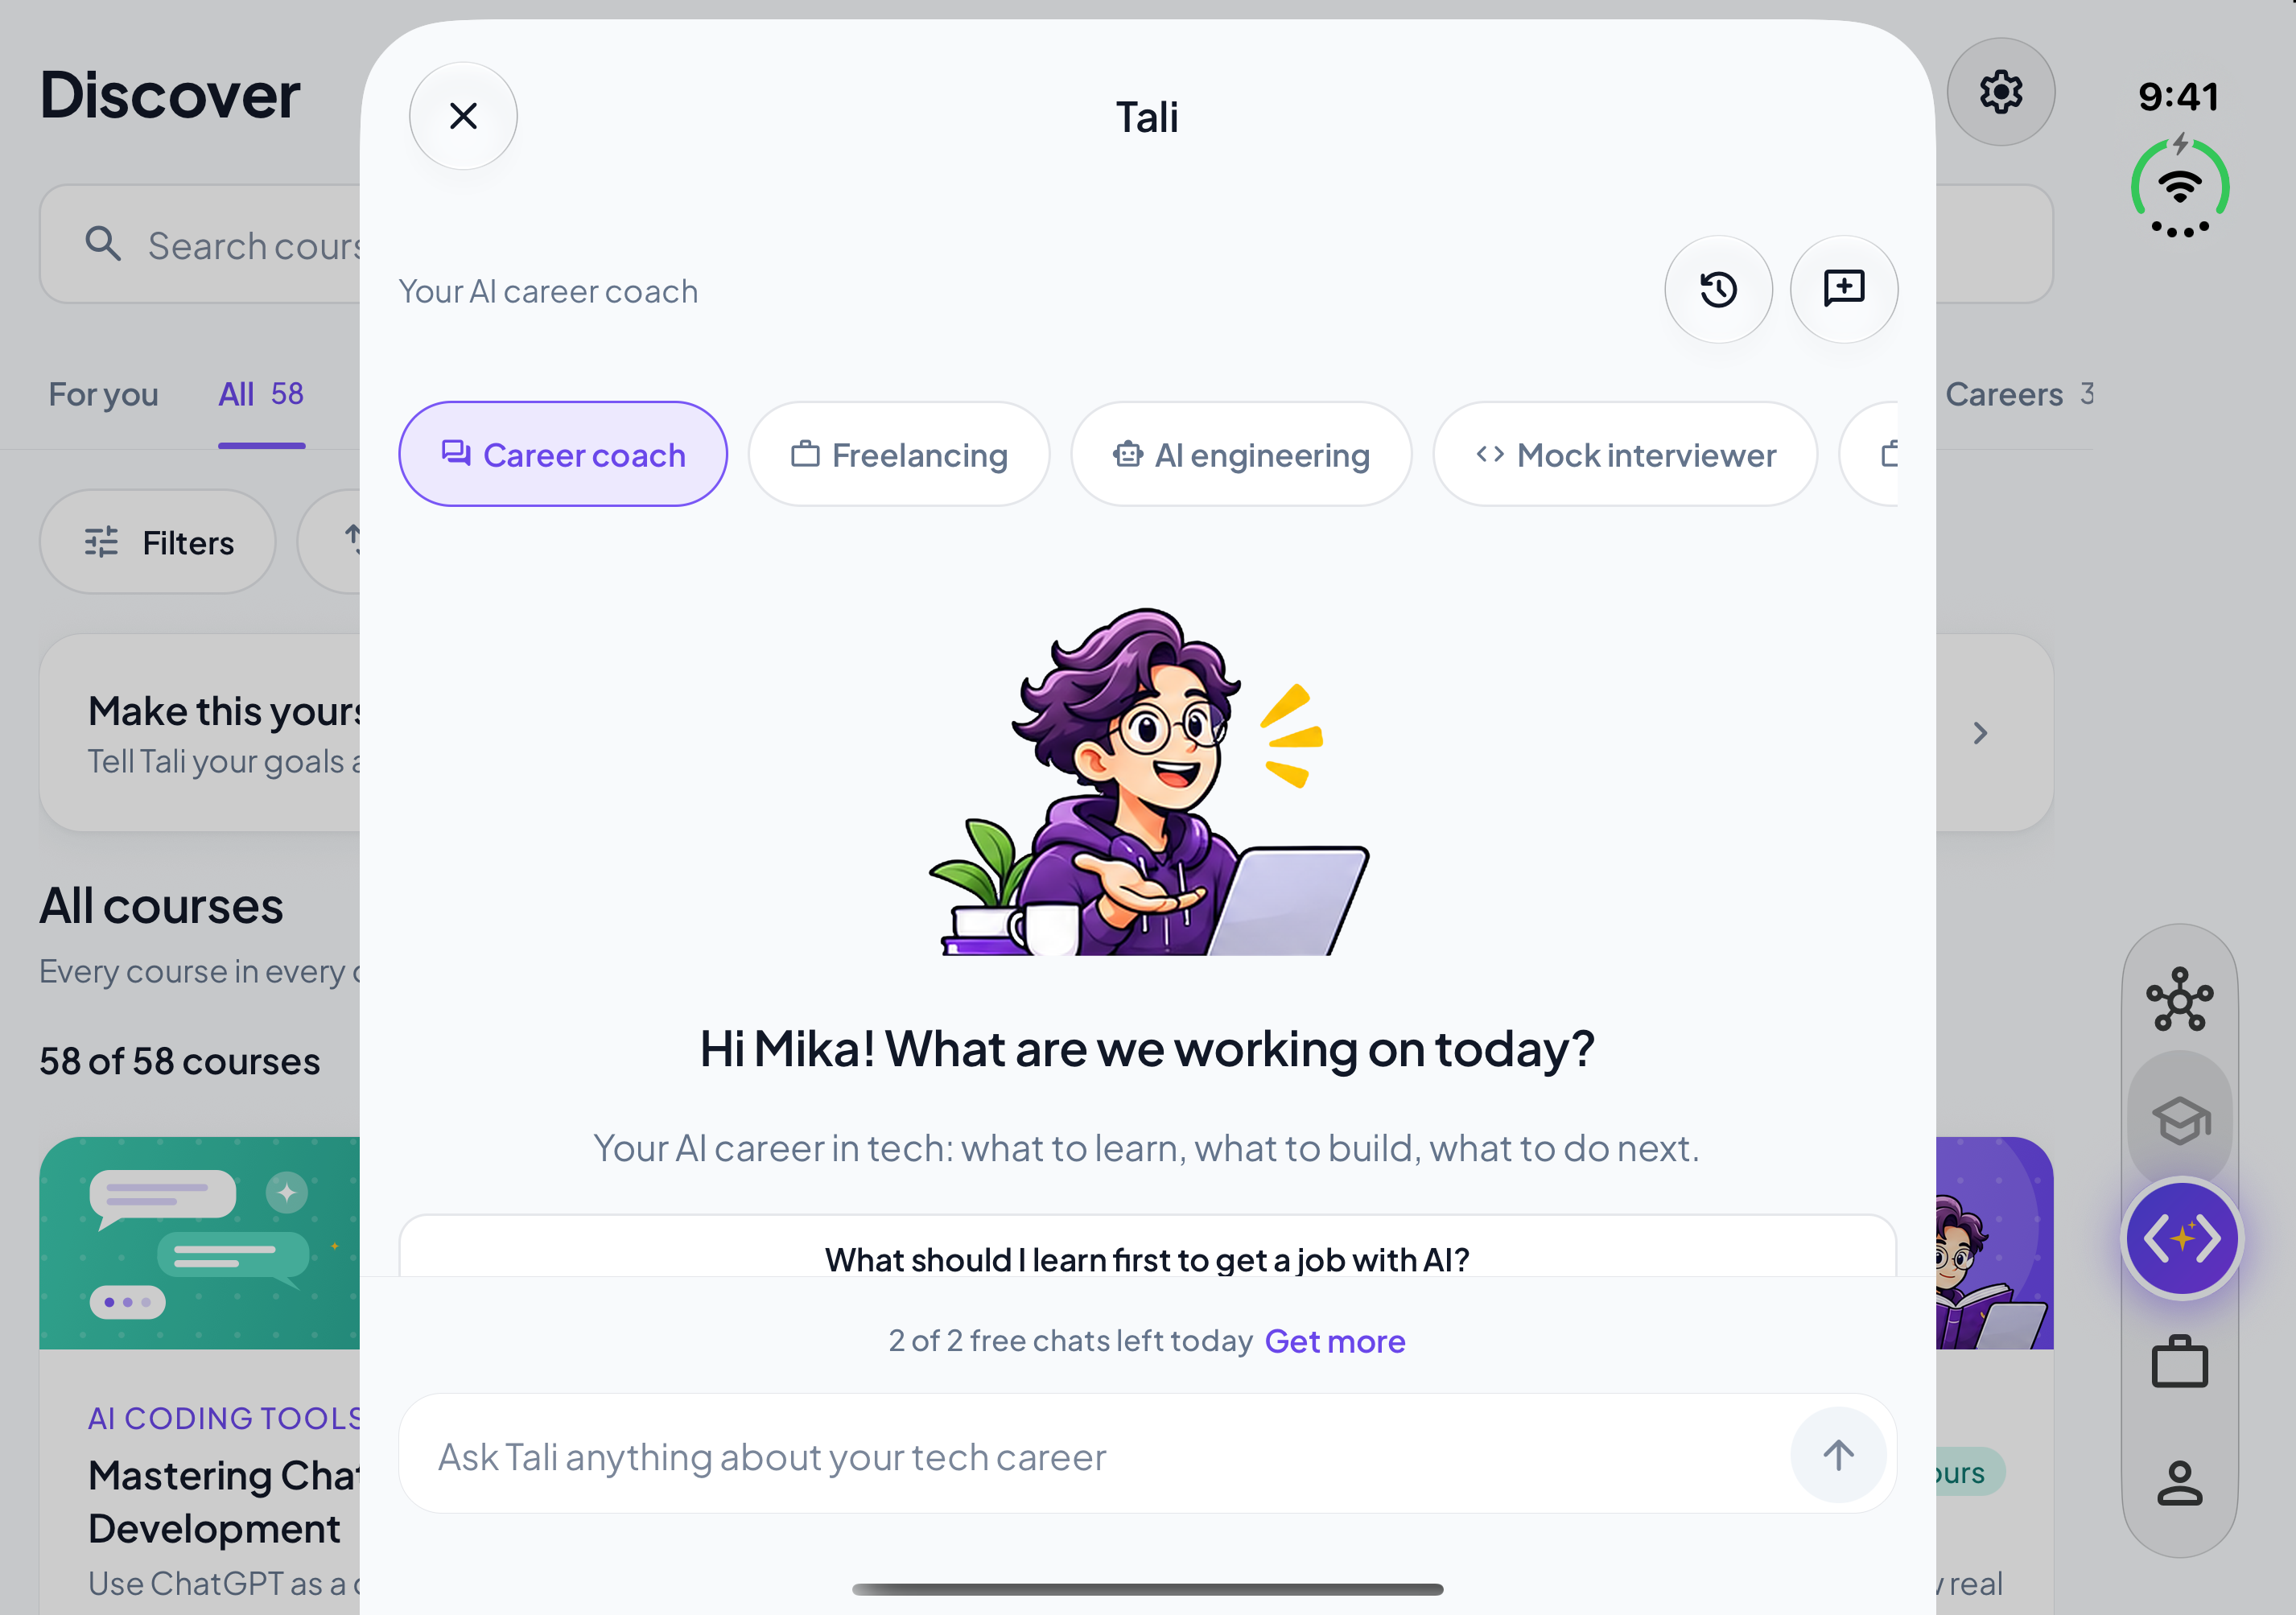 Discover
Tali
9:41
Search cours
Your AI career coach
For you
All 58
Careers 3
Career coach
Freelancing
AI engineering
Mock interviewer
Filters
Make this yours
Tell Tali your goals a
All courses
Every course in every
58 of 58 courses
Hi Mika! What are we working on today?
Your AI career in tech: what to learn, what to build, what to do next.
What should I learn first to get a job with AI?
2 of 2 free chats left today Get more
Ask Tali anything about your tech career
AI CODING TOOLS
Mastering Chat
Development
Use ChatGPT as a
ours
real